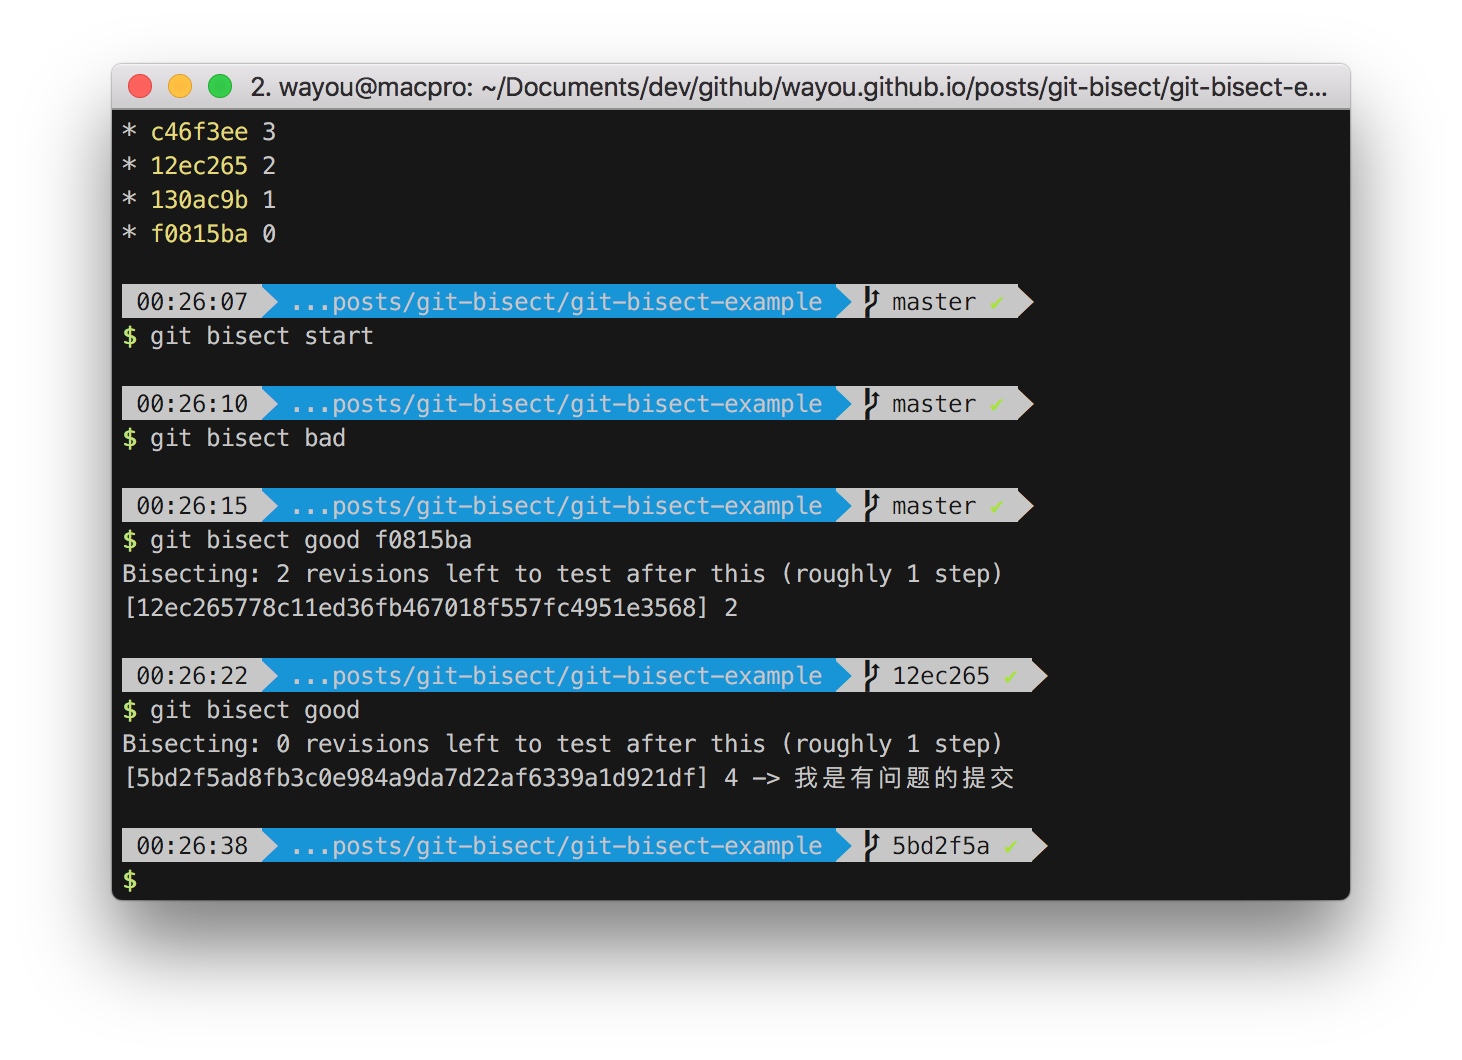 2. wayou@macpro: ~/Documents/dev/github/wayou.github.io/posts/git-bisect/git-bisect-e...
* c46f3ee 3
* 12ec265 2
* 130ac9b 1
* f0815ba 0
00:26:07 ...posts/git-bisect/git-bisect-example master ✔
$ git bisect start
00:26:10 ...posts/git-bisect/git-bisect-example master ✔
$ git bisect bad
00:26:15 ...posts/git-bisect/git-bisect-example master ✔
$ git bisect good f0815ba
Bisecting: 2 revisions left to test after this (roughly 1 step)
[12ec265778c11ed36fb467018f557fc4951e3568] 2
00:26:22 ...posts/git-bisect/git-bisect-example 12ec265 ✔
$ git bisect good
Bisecting: 0 revisions left to test after this (roughly 1 step)
[5bd2f5ad8fb3c0e984a9da7d22af6339a1d921df] 4 -> 我是有问题的提交
00:26:38 ...posts/git-bisect/git-bisect-example 5bd2f5a ✔
$